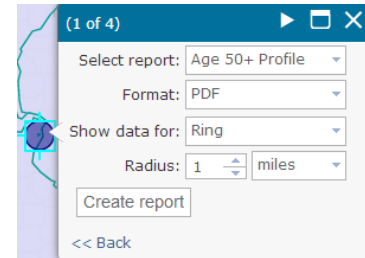 (1 of 4)
Select report: Age 50+ Profile
Format: PDF
Show data for: Ring
Radius: 1 miles
Create report
<< Back